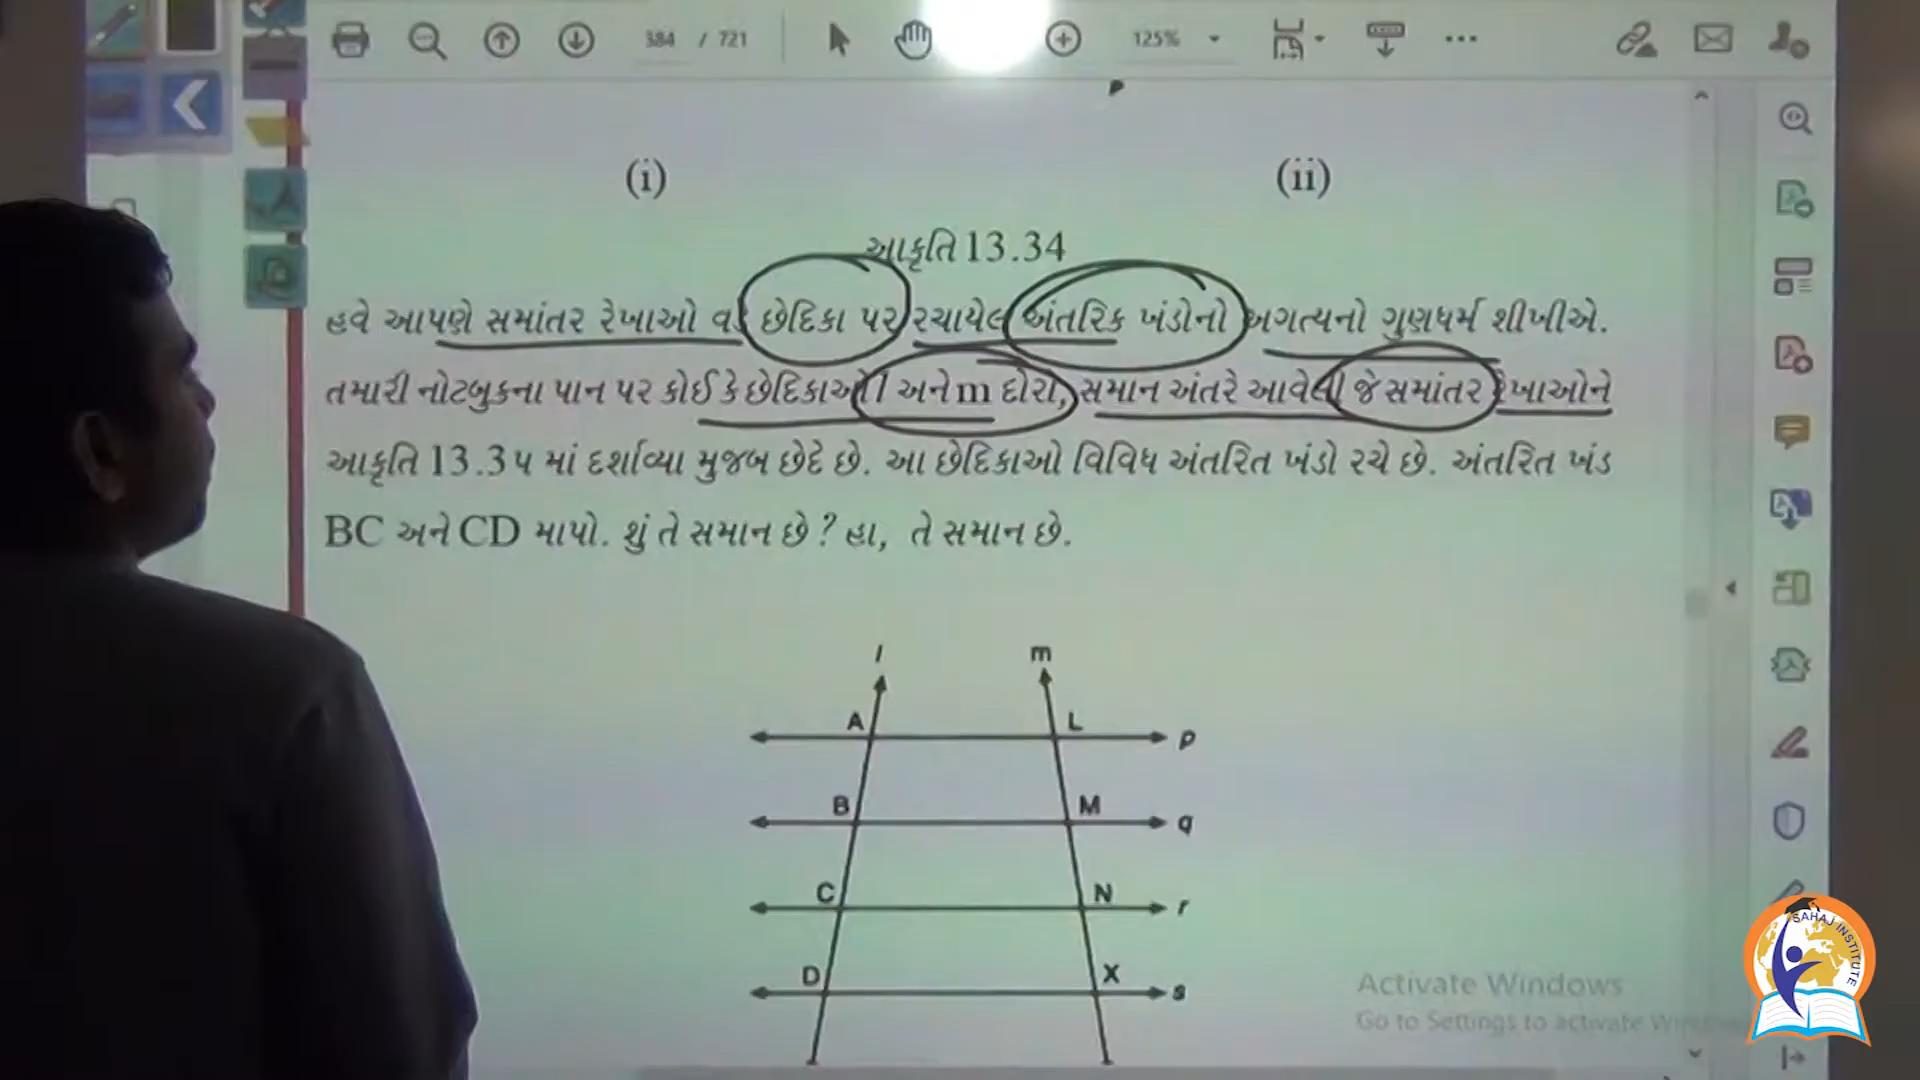 384 / 721
125%
(i) (ii)
આકૃતિ 13.34
હવે આપણે સમાંતર રેખાઓ વડે છેદિકા પર રચાયેલ અંતરિક ખંડોનો અગત્યનો ગુણધર્મ શીખીએ.
તમારી નોટબુકના પાન પર કોઈ કે છેદિકાઓ l અને m દોરા, સમાન અંતરે આવેલી જે સમાંતર રેખાઓને
આકૃતિ 13.3૫ માં દર્શાવ્યા મુજબ છેદે છે. આ છેદિકાઓ વિવિધ અંતરિત ખંડો રચે છે. અંતરિત ખંડ
BC અને CD માપો. શું તે સમાન છે ? હા, તે સમાન છે.
l m
A L p
B M q
C N r
D X s
Activate Windows
Go to Settings to activate
SAHAJ INSTITUTE